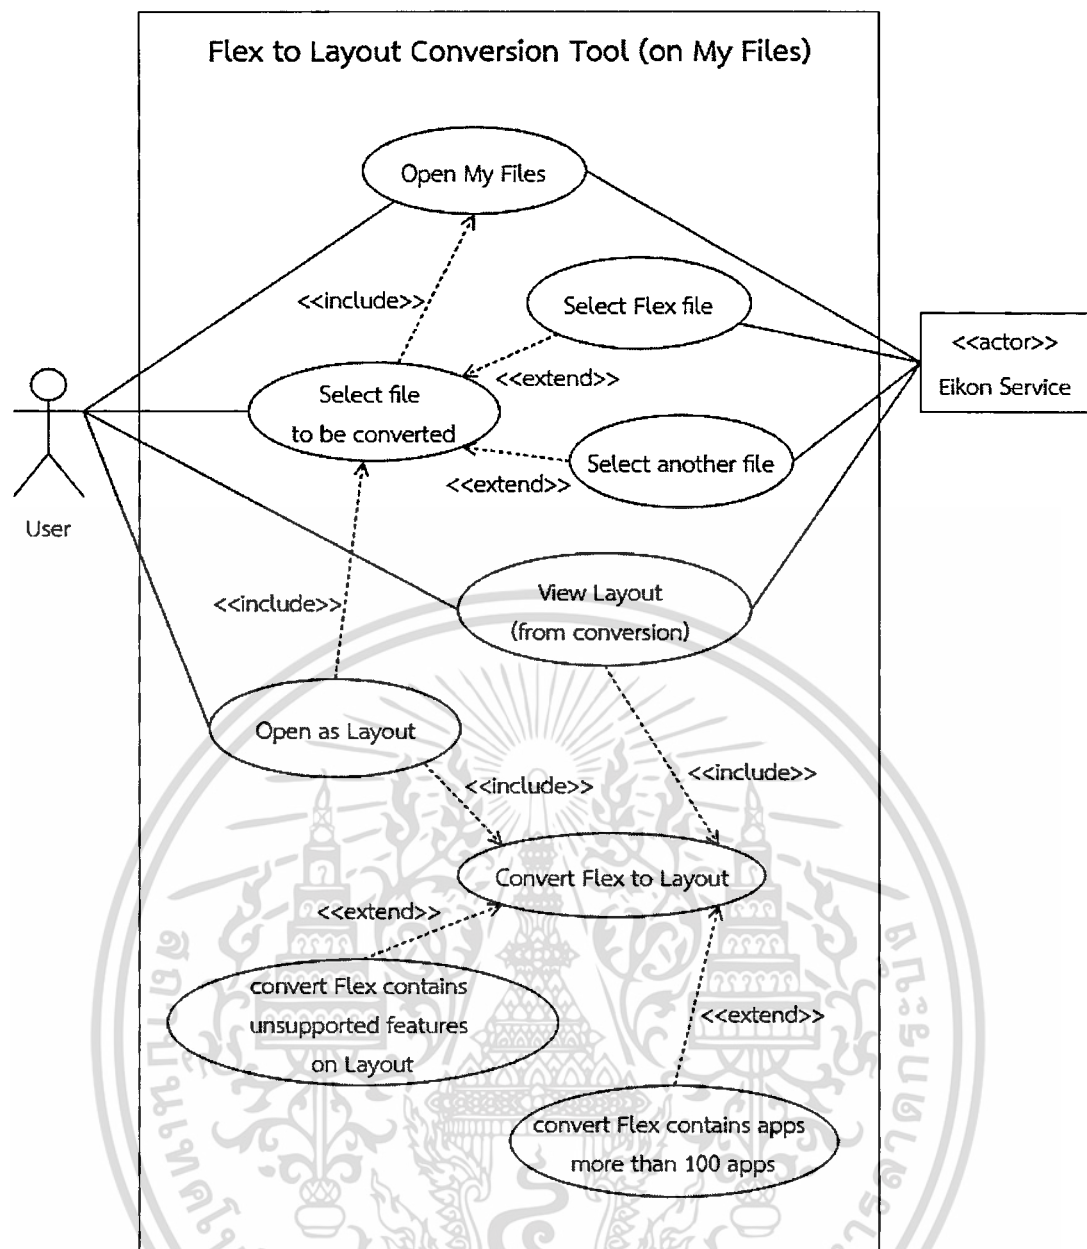 Flex to Layout Conversion Tool (on My Files)
Open My Files
<<include>>
Select Flex file
<<actor>>
Eikon Service
<<extend>>
Select file
to be converted
Select another file
<<extend>>
User
View Layout
(from conversion)
<<include>>
Open as Layout
<<include>>
<<include>>
Convert Flex to Layout
<<extend>>
convert Flex contains
unsupported features
on Layout
<<extend>>
convert Flex contains apps
more than 100 apps